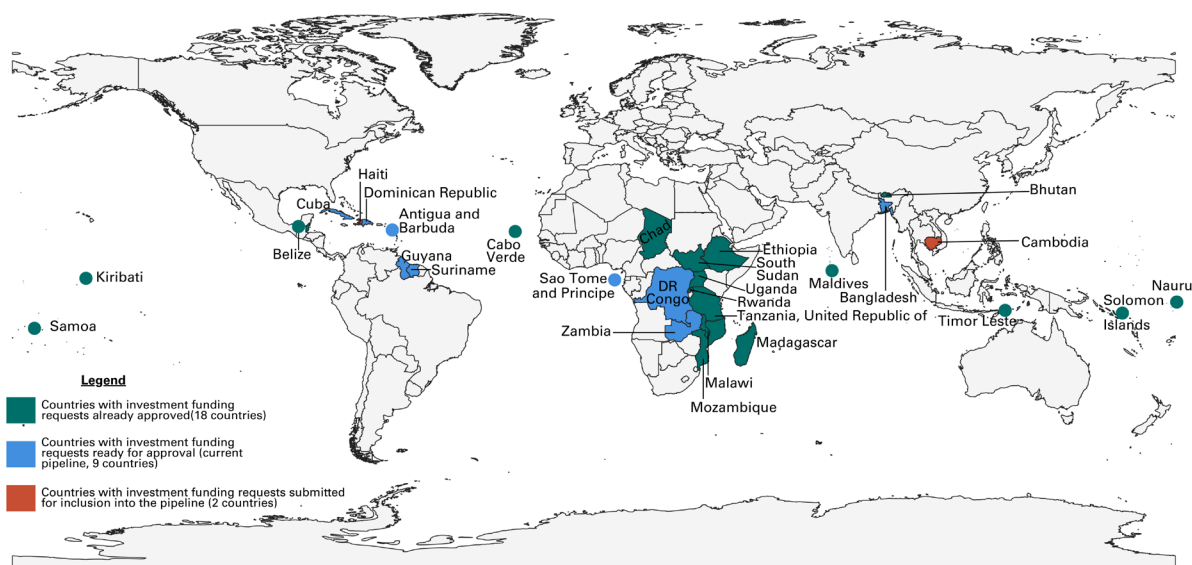 Haiti
Dominican Republic
Cuba
Antigua and
Barbuda
Belize
Guyana
Suriname
Cabo
Verde
Kiribati
Samoa
Chad
Ethiopia
South
Sudan
Uganda
Rwanda
Tanzania, United Republic of
DR
Congo
Sao Tome
and Principe
Zambia
Madagascar
Malawi
Mozambique
Bhutan
Cambodia
Maldives
Bangladesh
Timor Leste
Nauru
Solomon
Islands
Legend
Countries with investment funding
requests already approved(18 countries)
Countries with investment funding
requests ready for approval (current
pipeline, 9 countries)
Countries with investment funding requests submitted
for inclusion into the pipeline (2 countries)